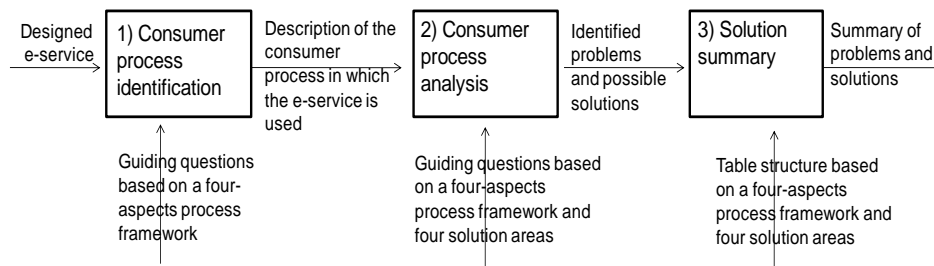 Designed
e-service
1) Consumer
process
identification
Description of the
consumer
process in which
the e-service is
used
2) Consumer
process
analysis
Identified
problems
and possible
solutions
3) Solution
summary
Summary of
problems and
solutions
Guiding questions
based on a four-
aspects process
framework
Guiding questions based
on a four-aspects
process framework and
four solution areas
Table structure based
on a four-aspects
process framework and
four solution areas